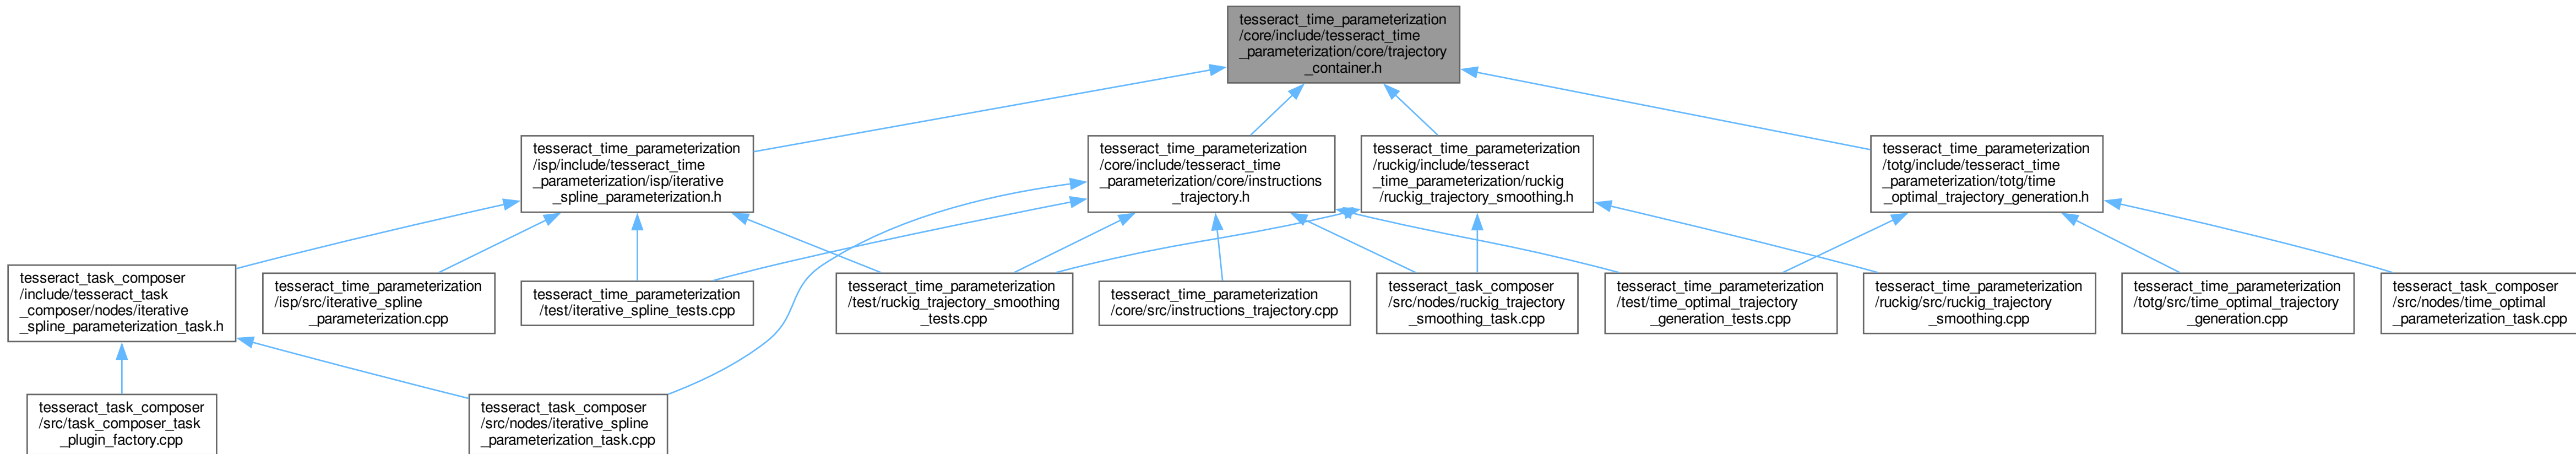 tesseract_time_parameterization
/core/include/tesseract_time
_parameterization/core/trajectory
_container.h
tesseract_time_parameterization
/isp/include/tesseract_time
_parameterization/isp/iterative
_spline_parameterization.h
tesseract_time_parameterization
/core/include/tesseract_time
_parameterization/core/instructions
_trajectory.h
tesseract_time_parameterization
/ruckig/include/tesseract
_time_parameterization/ruckig
/ruckig_trajectory_smoothing.h
tesseract_time_parameterization
/totg/include/tesseract_time
_parameterization/totg/time
_optimal_trajectory_generation.h
tesseract_task_composer
/include/tesseract_task
_composer/nodes/iterative
_spline_parameterization_task.h
tesseract_time_parameterization
/isp/src/iterative_spline
_parameterization.cpp
tesseract_time_parameterization
/test/iterative_spline_tests.cpp
tesseract_time_parameterization
/test/ruckig_trajectory_smoothing
_tests.cpp
tesseract_time_parameterization
/core/src/instructions_trajectory.cpp
tesseract_task_composer
/src/nodes/ruckig_trajectory
_smoothing_task.cpp
tesseract_time_parameterization
/test/time_optimal_trajectory
_generation_tests.cpp
tesseract_time_parameterization
/ruckig/src/ruckig_trajectory
_smoothing.cpp
tesseract_time_parameterization
/totg/src/time_optimal_trajectory
_generation.cpp
tesseract_task_composer
/src/nodes/time_optimal
_parameterization_task.cpp
tesseract_task_composer
/src/task_composer_task
_plugin_factory.cpp
tesseract_task_composer
/src/nodes/iterative_spline
_parameterization_task.cpp